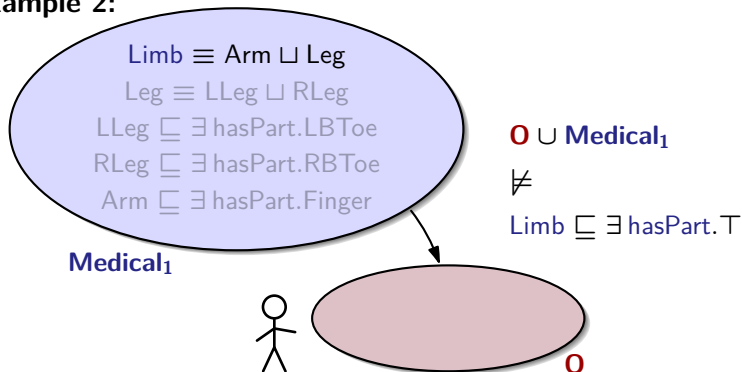 ample 2:
Limb ≡ Arm ⊔ Leg
Leg ≡ LLeg ⊔ RLeg
LLeg ⊑ ∃ hasPart.LBToe
RLeg ⊑ ∃ hasPart.RBToe
Arm ⊑ ∃ hasPart.Finger
Medical₁
O ∪ Medical₁
⊭
Limb ⊑ ∃ hasPart.⊤
O